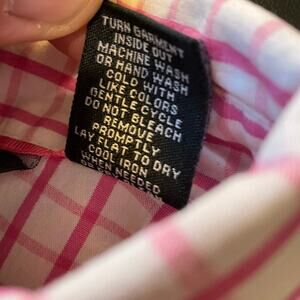 TURN GARMENT
INSIDE OUT
MACHINE WASH
OR HAND WASH
COLD WITH
LIKE COLORS
GENTLE CYCLE
DO NOT BLEACH
REMOVE
PROMPTLY
LAY FLAT TO DRY
COOL IRON
WHEN NEEDED